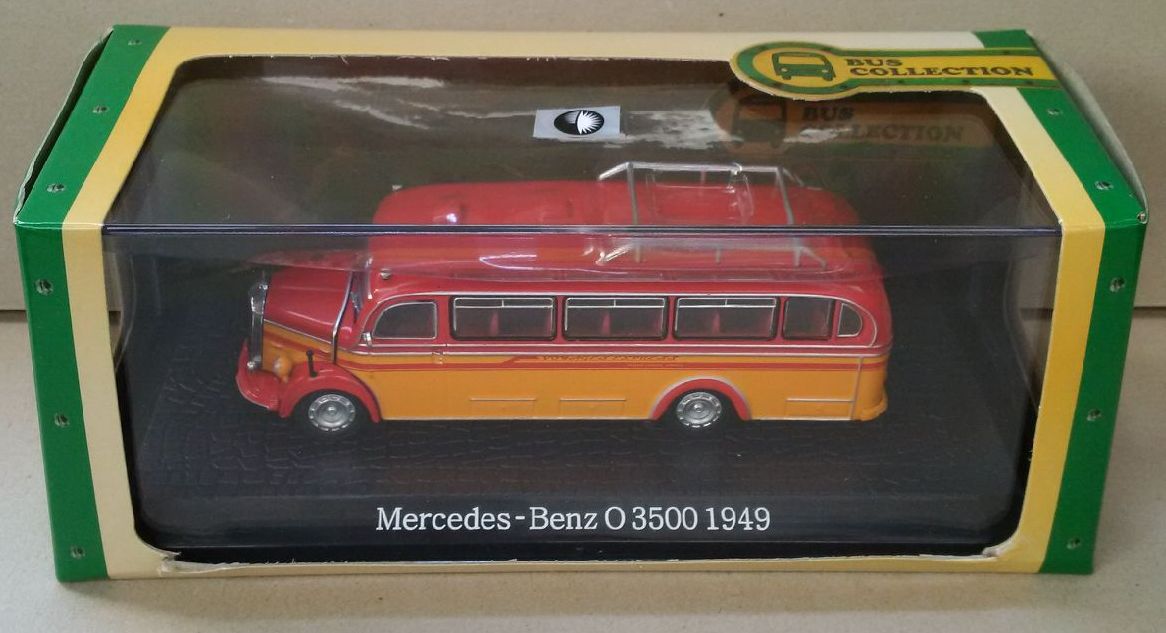 BUS
COLLECTION
BUS
COLLECTION
Mercedes-Benz O 3500 1949